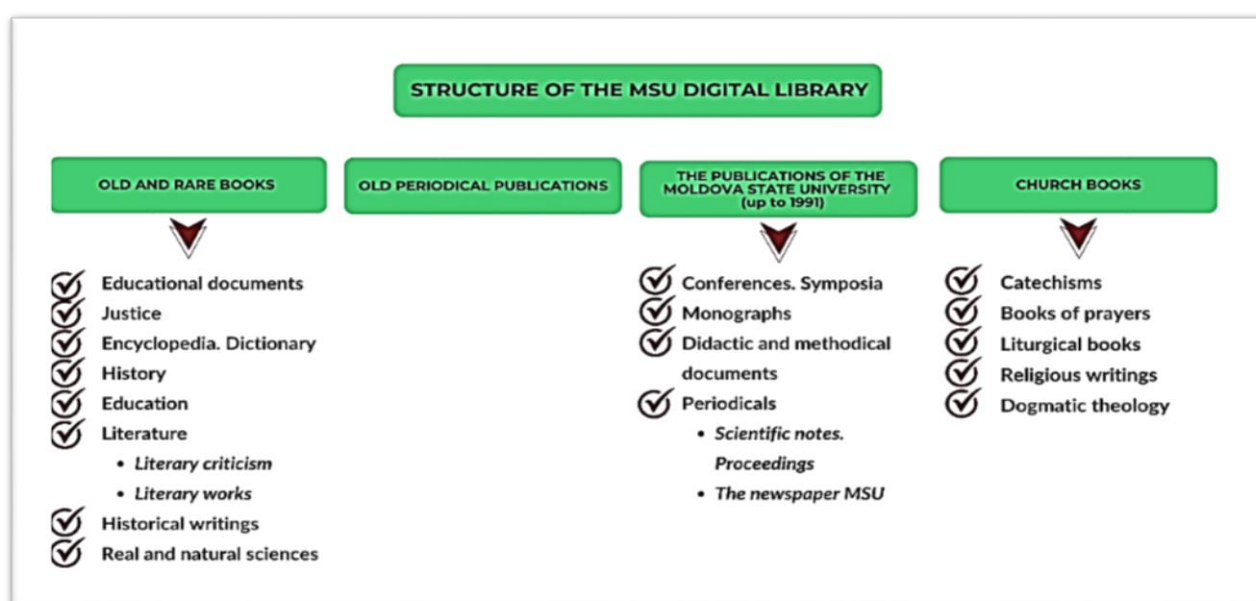 STRUCTURE OF THE MSU DIGITAL LIBRARY
OLD AND RARE BOOKS
Educational documents
Justice
Encyclopedia. Dictionary
History
Education
Literature
• Literary criticism
• Literary works
Historical writings
Real and natural sciences
OLD PERIODICAL PUBLICATIONS
THE PUBLICATIONS OF THE
MOLDOVA STATE UNIVERSITY
(up to 1991)
Conferences. Symposia
Monographs
Didactic and methodical
documents
Periodicals
• Scientific notes.
Proceedings
• The newspaper MSU
CHURCH BOOKS
Catechisms
Books of prayers
Liturgical books
Religious writings
Dogmatic theology